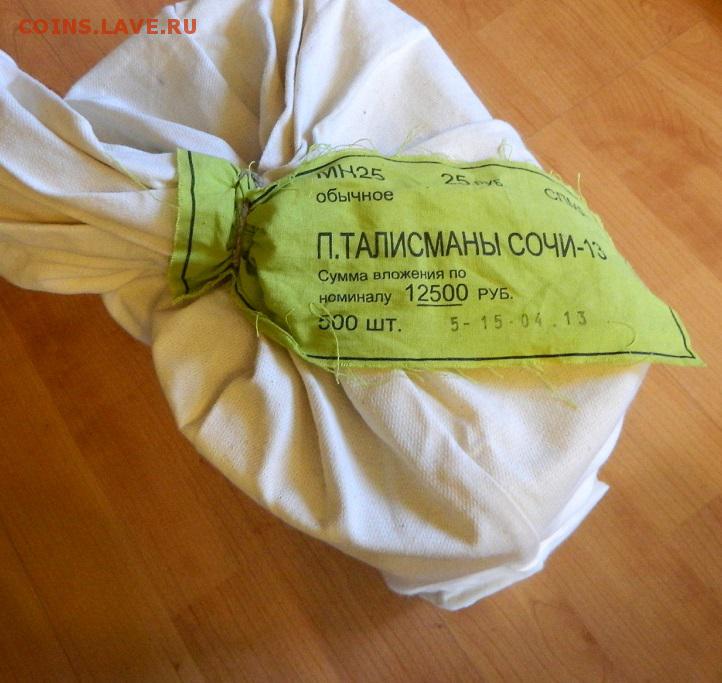 COINS.LAVE.RU
МН25 25 РУБ
обычное
П.ТАЛИСМАНЫ СОЧИ-13
Сумма вложения по
номиналу 12500 РУБ.
500 шт. 5-15.04.13